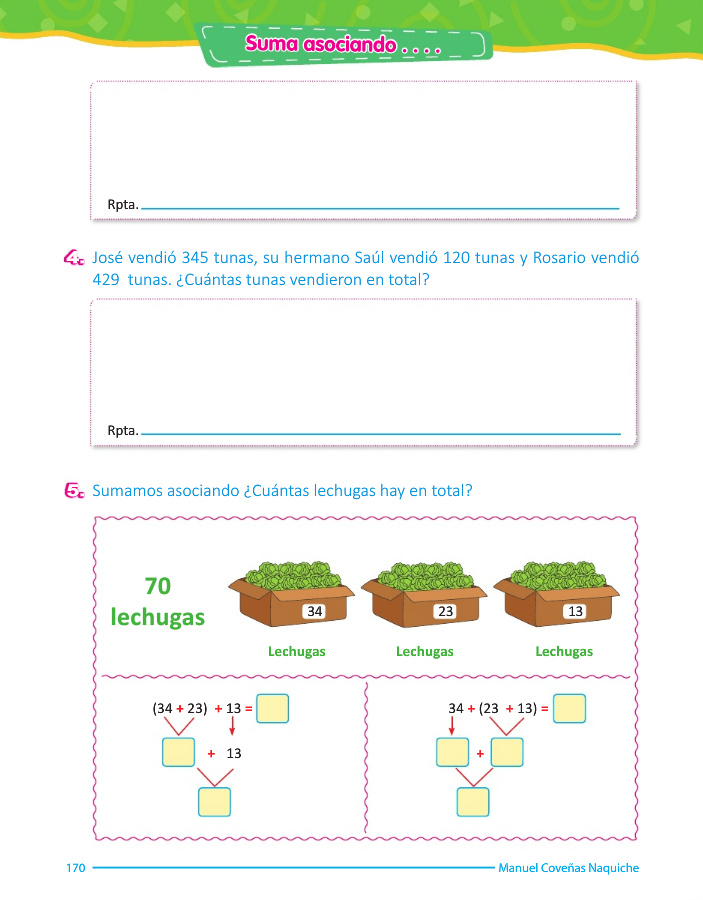 Suma asociando . . . .
Rpta.
4. José vendió 345 tunas, su hermano Saúl vendió 120 tunas y Rosario vendió
429 tunas. ¿Cuántas tunas vendieron en total?
Rpta.
5. Sumamos asociando ¿Cuántas lechugas hay en total?
70
lechugas
34 23 13
Lechugas Lechugas Lechugas
(34 + 23) + 13 =
+ 13
34 + (23 + 13) =
+
170 Manuel Coveñas Naquiche